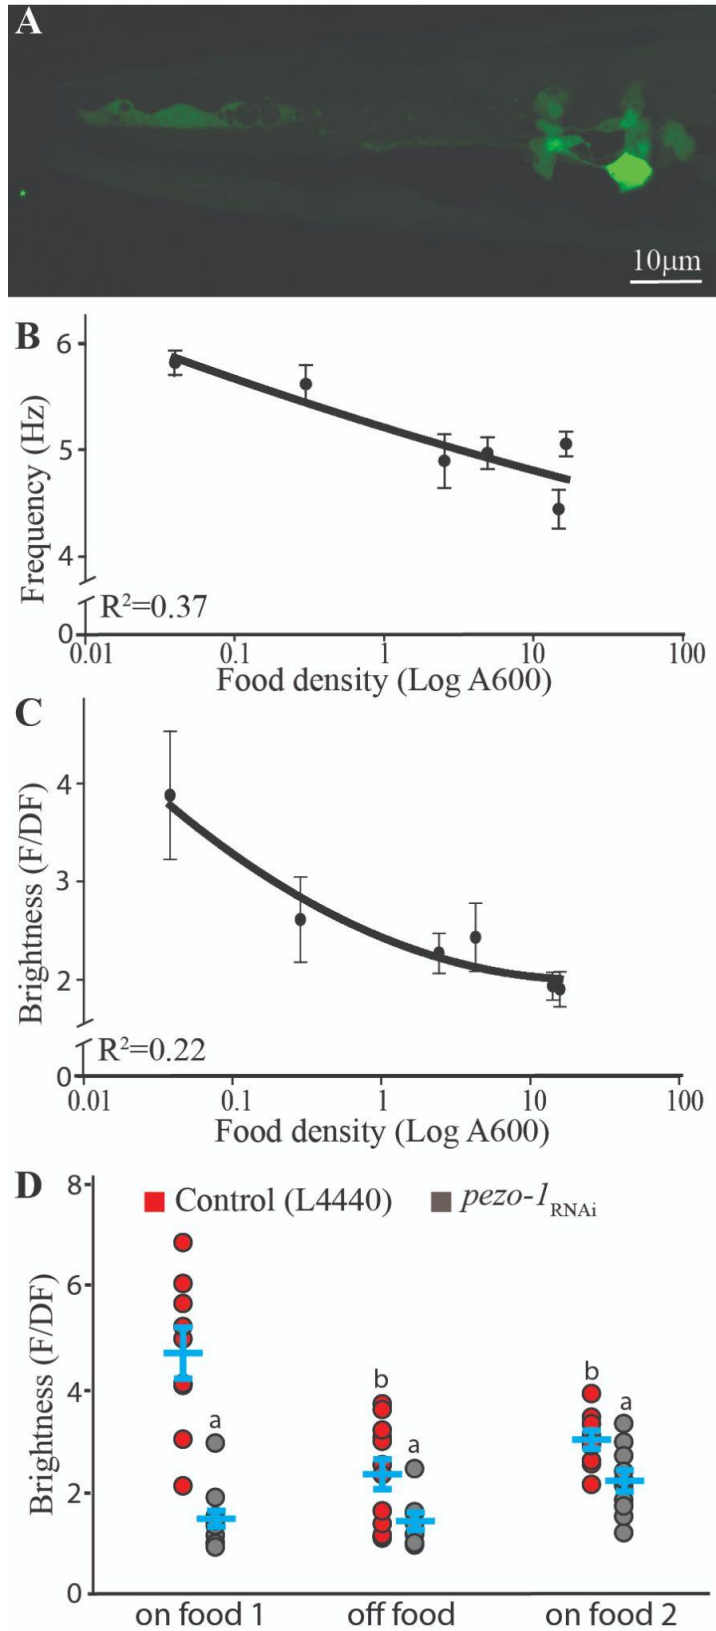 A
10μm
B
6
5
4
0
Frequency (Hz)
R²=0.37
0.01 0.1 1 10 100
Food density (Log A600)
C
4
3
2
0
Brightness (F/DF)
R²=0.22
0.01 0.1 1 10 100
Food density (Log A600)
D
8
6
4
2
0
Brightness (F/DF)
Control (L4440) pezo-1RNAi
a
b
a
b
a
on food 1 off food on food 2